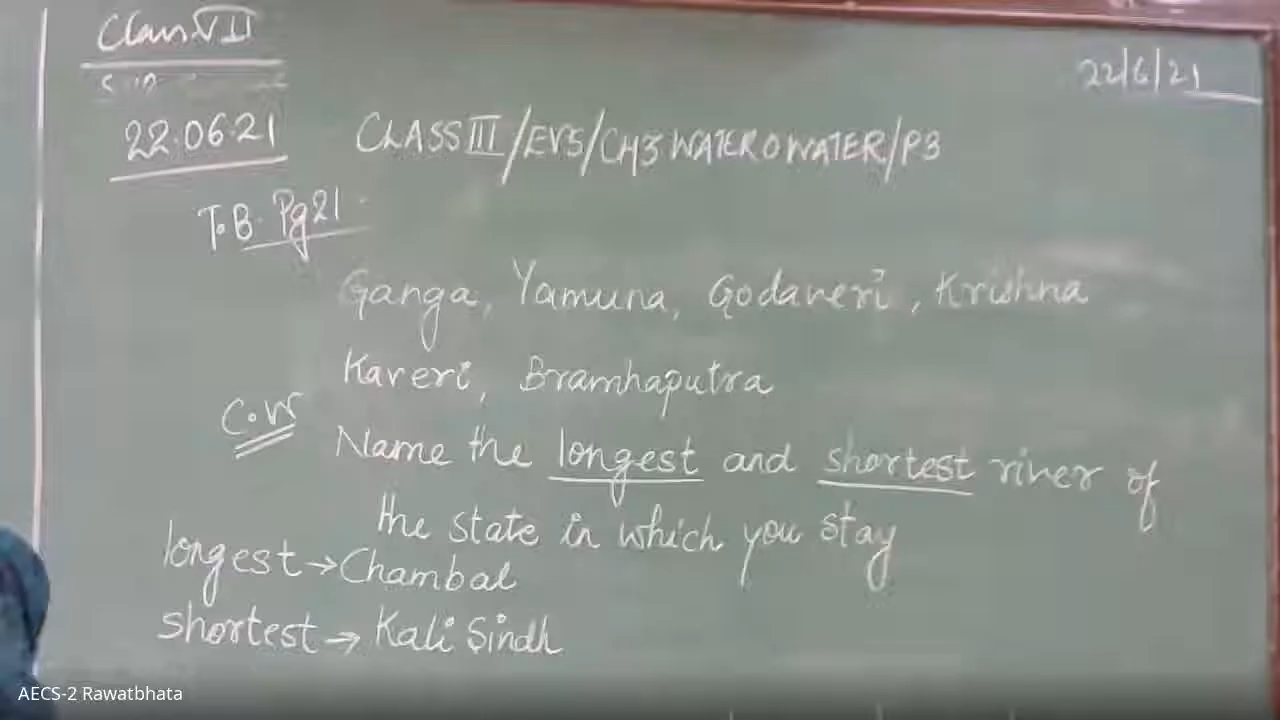 Class VII
22/6/21
22.06.21
CLASS III/EVS/CH3 WATER O WATER/P3
T.B. Pg 21
Ganga, Yamuna, Godaveri, Krishna
Kaveri, Bramhaputra
C.W
Name the longest and shortest river of
the state in which you stay
longest → Chambal
shortest → Kali Sindh
AECS-2 Rawatbhata